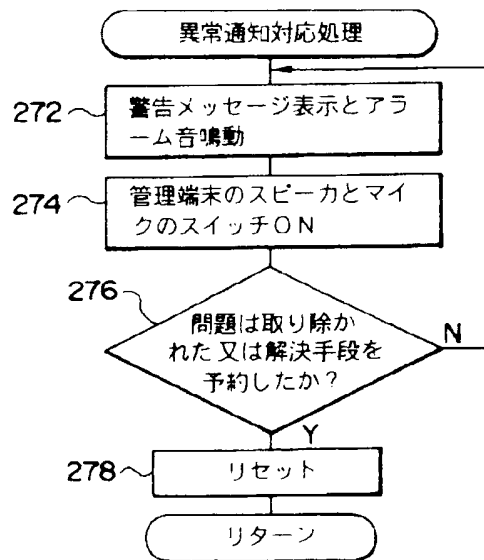 異常通知対応処理
272
警告メッセージ表示とアラ
ーム音鳴動
274
管理端末のスピーカとマイ
クのスイッチON
276
問題は取り除か
れた又は解決手段を
予約したか？
N
Y
278
リセット
リターン